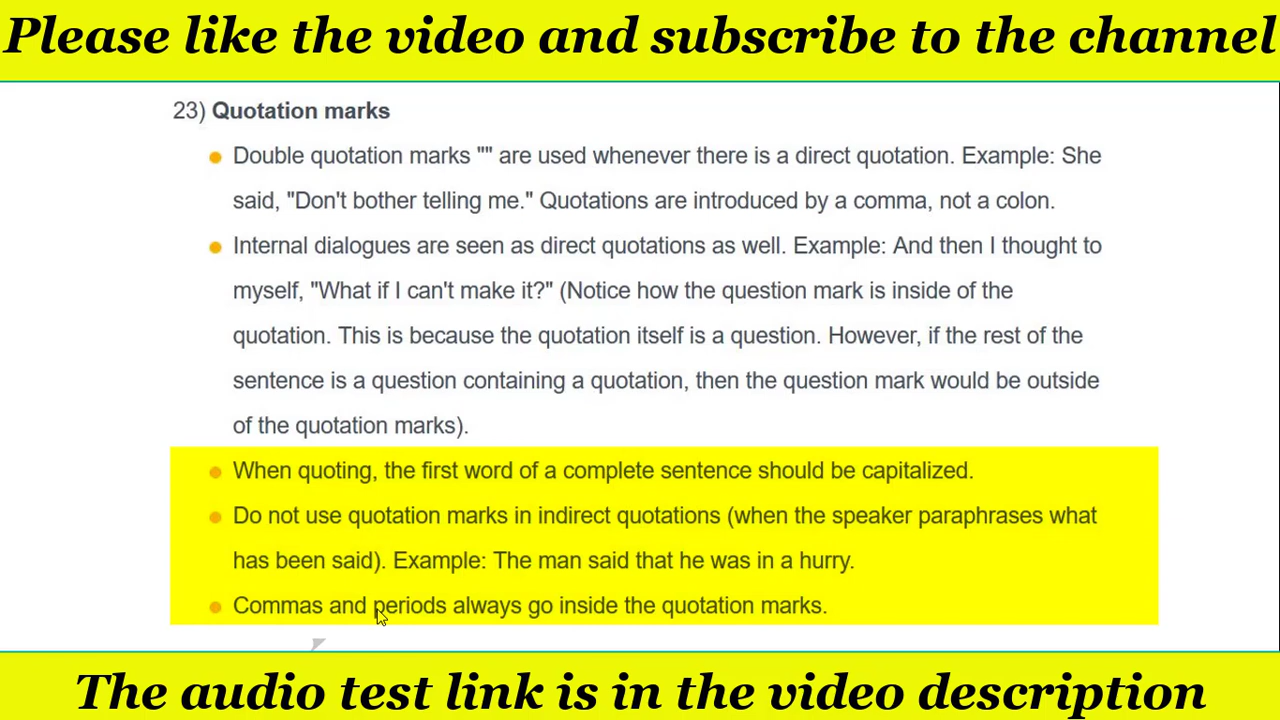 Please like the video and subscribe to the channel
23) Quotation marks
Double quotation marks "" are used whenever there is a direct quotation. Example: She
said, "Don't bother telling me." Quotations are introduced by a comma, not a colon.
Internal dialogues are seen as direct quotations as well. Example: And then I thought to
myself, "What if I can't make it?" (Notice how the question mark is inside of the
quotation. This is because the quotation itself is a question. However, if the rest of the
sentence is a question containing a quotation, then the question mark would be outside
of the quotation marks).
When quoting, the first word of a complete sentence should be capitalized.
Do not use quotation marks in indirect quotations (when the speaker paraphrases what
has been said). Example: The man said that he was in a hurry.
Commas and periods always go inside the quotation marks.
The audio test link is in the video description